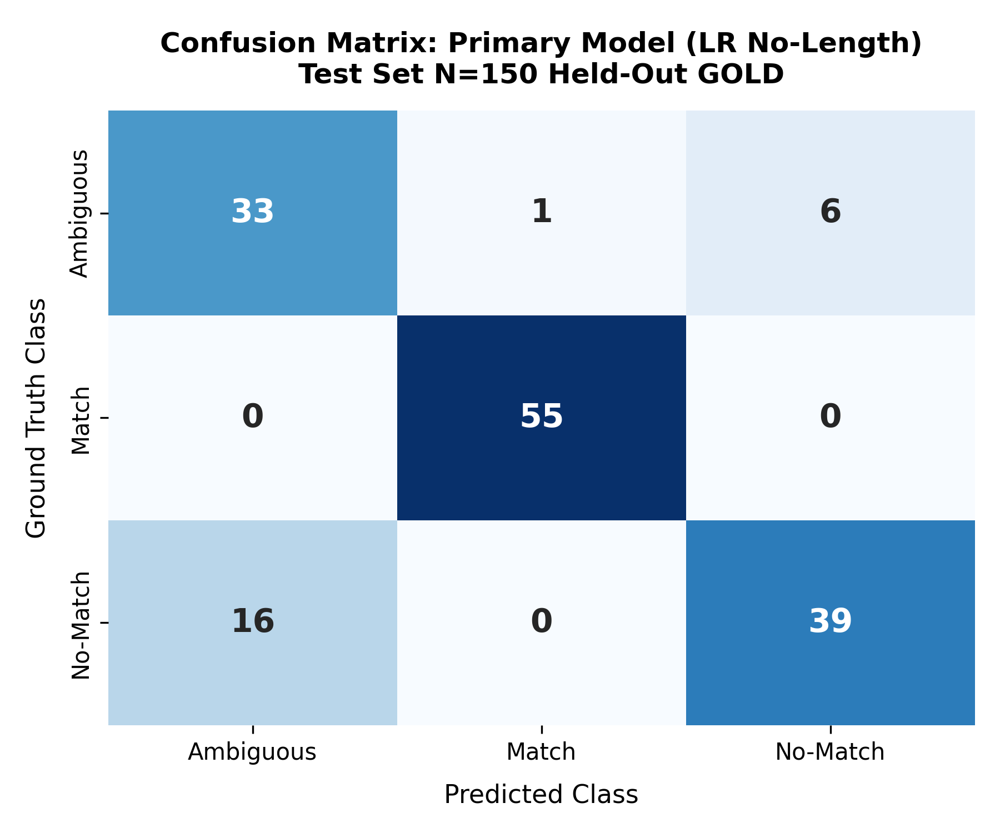 Confusion Matrix: Primary Model (LR No-Length)
Test Set N=150 Held-Out GOLD
Ground Truth Class
Ambiguous
33
1
6
Match
0
55
0
No-Match
16
0
39
Ambiguous
Match
No-Match
Predicted Class